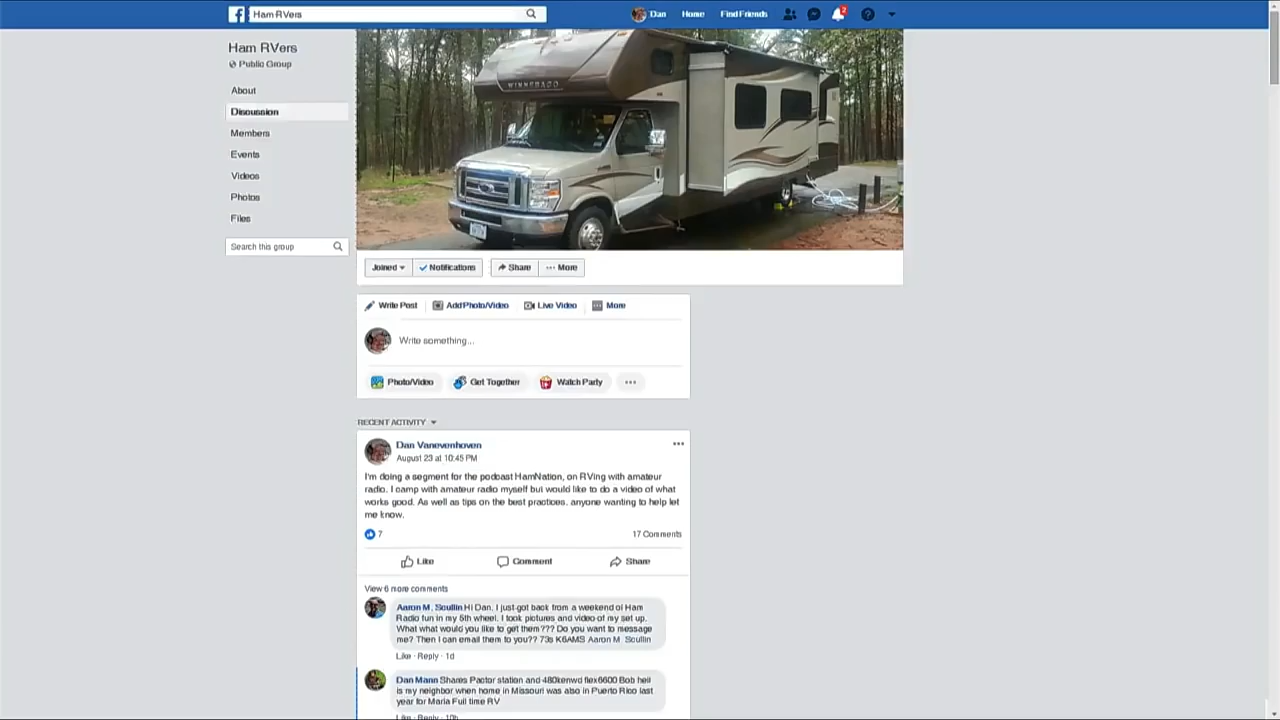 Ham RVers
Dan Home Find Friends 2
Ham RVers
Public Group
About
Discussion
Members
Events
Videos
Photos
Files
Search this group
WINNEBAGO
Joined Notifications Share More
Write Post Add Photo/Video Live Video More
Write something...
Photo/Video Get Together Watch Party
RECENT ACTIVITY
Dan Vanevenhoven
August 23 at 10:45 PM
I'm doing a segment for the podcast HamNation, on RVing with amateur
radio. I camp with amateur radio myself but would like to do a video of what
works good. As well as tips on the best practices. anyone wanting to help let
me know.
7 17 Comments
Like Comment Share
View 6 more comments
Aaron M. Scullin Hi Dan, I just got back from a weekend of Ham
Radio fun in my 5th wheel. I took pictures and video of my set up.
What what would you like to get them??? Do you want to message
me? Then I can email them to you?? 73s K6AMS Aaron M. Scullin
Like · Reply · 1d
Dan Mann Shares Pactor station and 480kenwd flex6600 Bob heil
is my neighbor when home in Missouri was also in Puerto Rico last
year for Maria Full time RV
Like · Reply · 10h